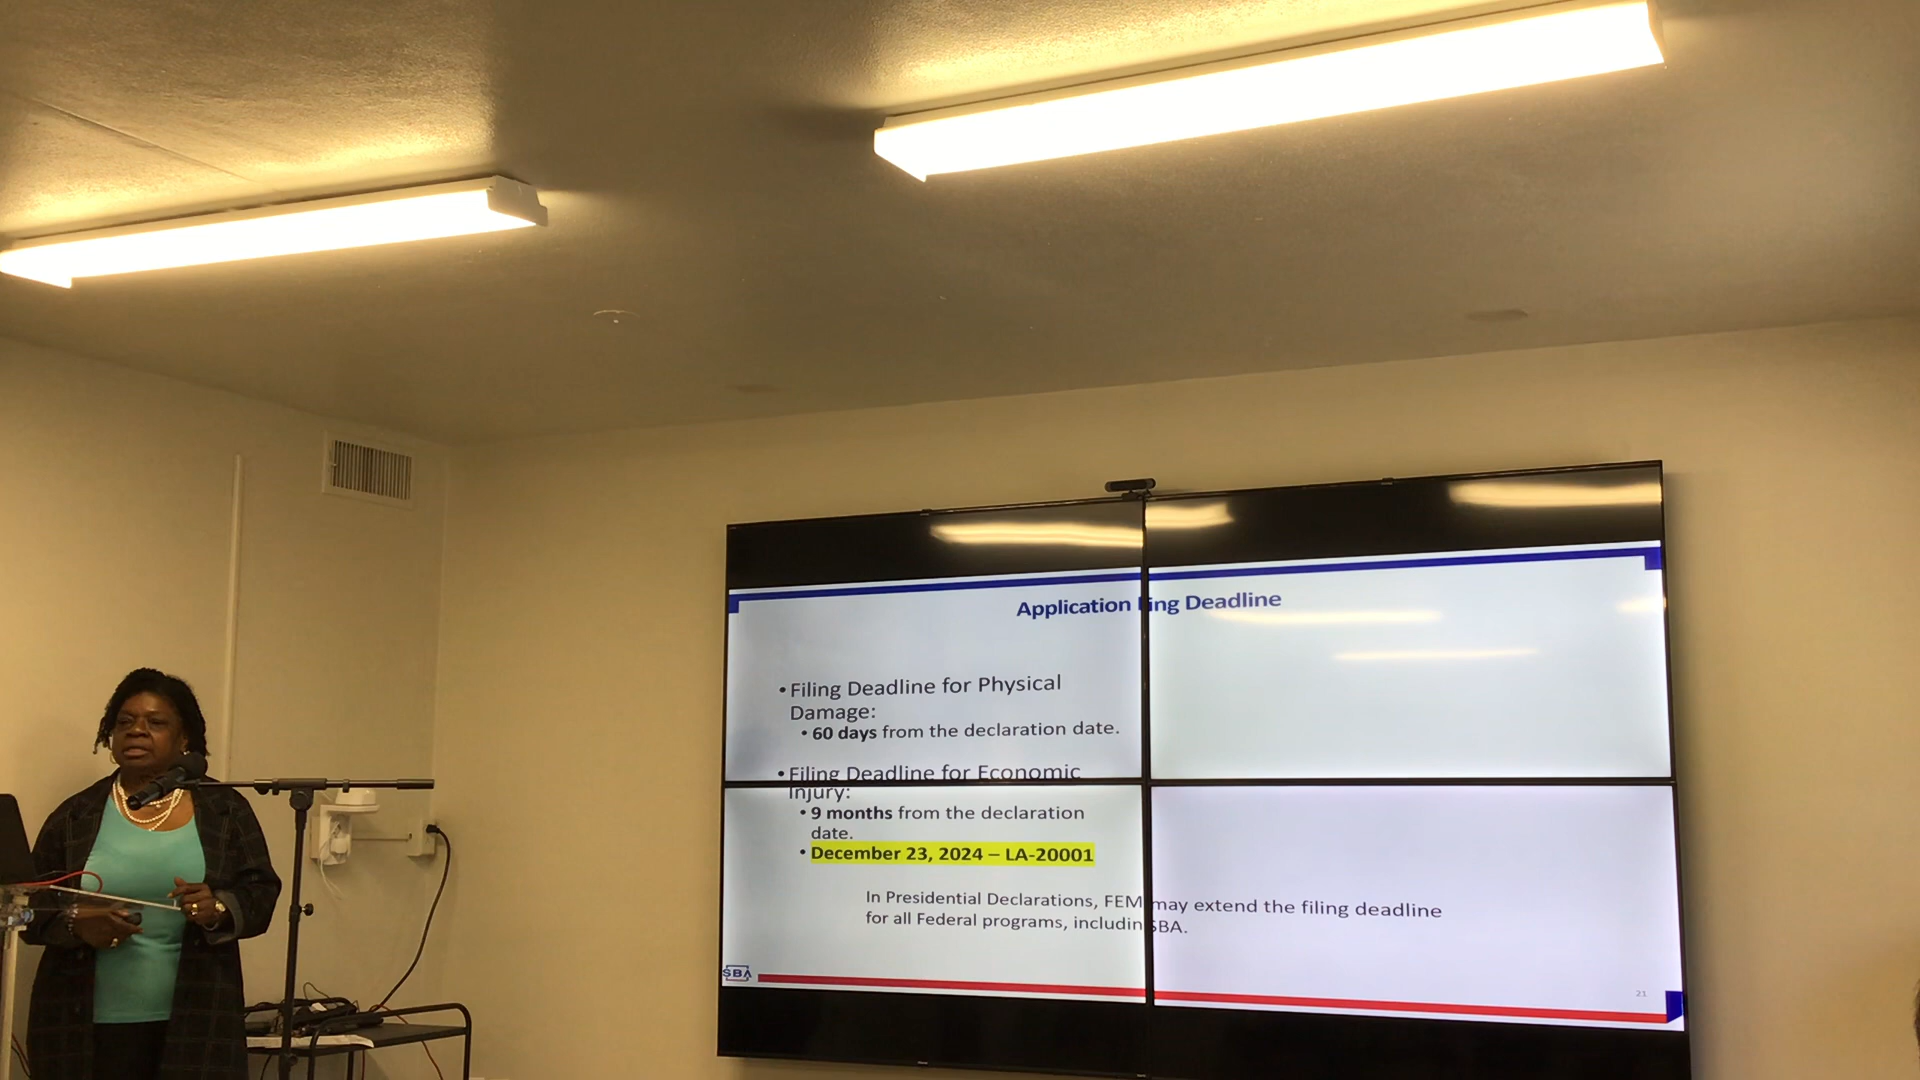 Application ing Deadline
• Filing Deadline for Physical
Damage:
• 60 days from the declaration date.
• Filing Deadline for Economic
Injury:
• 9 months from the declaration
date.
• December 23, 2024 – LA-20001
In Presidential Declarations, FEM may extend the filing deadline
for all Federal programs, includin SBA.
SBA
21